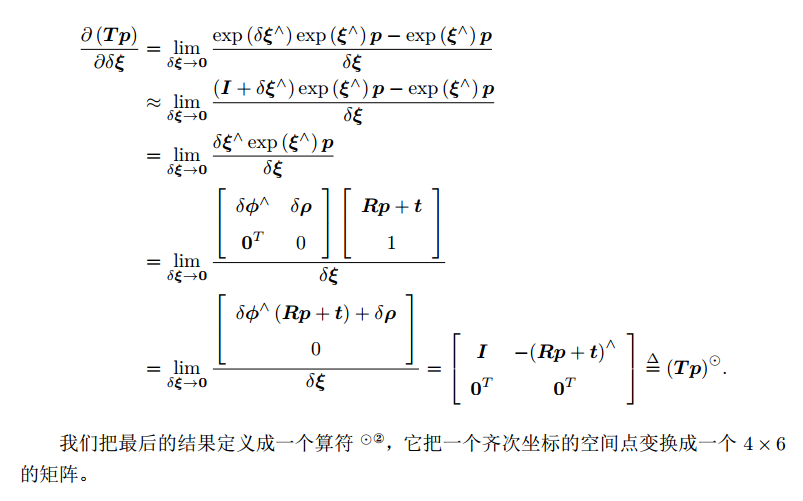 $$\frac{\partial (\boldsymbol{Tp})}{\partial \delta\boldsymbol{\xi}} = \lim_{\delta\boldsymbol{\xi}\to\boldsymbol{0}} \frac{\exp(\delta\boldsymbol{\xi}^\wedge)\exp(\boldsymbol{\xi}^\wedge)\boldsymbol{p} - \exp(\boldsymbol{\xi}^\wedge)\boldsymbol{p}}{\delta\boldsymbol{\xi}}$$
$$\approx \lim_{\delta\boldsymbol{\xi}\to\boldsymbol{0}} \frac{(\boldsymbol{I} + \delta\boldsymbol{\xi}^\wedge)\exp(\boldsymbol{\xi}^\wedge)\boldsymbol{p} - \exp(\boldsymbol{\xi}^\wedge)\boldsymbol{p}}{\delta\boldsymbol{\xi}}$$
$$= \lim_{\delta\boldsymbol{\xi}\to\boldsymbol{0}} \frac{\delta\boldsymbol{\xi}^\wedge\exp(\boldsymbol{\xi}^\wedge)\boldsymbol{p}}{\delta\boldsymbol{\xi}}$$
$$= \lim_{\delta\boldsymbol{\xi}\to\boldsymbol{0}} \frac{\begin{bmatrix} \delta\boldsymbol{\phi}^\wedge & \delta\boldsymbol{\rho} \\ \boldsymbol{0}^T & 0 \end{bmatrix}\begin{bmatrix} \boldsymbol{Rp}+\boldsymbol{t} \\ 1 \end{bmatrix}}{\delta\boldsymbol{\xi}}$$
$$= \lim_{\delta\boldsymbol{\xi}\to\boldsymbol{0}} \frac{\begin{bmatrix} \delta\boldsymbol{\phi}^\wedge(\boldsymbol{Rp}+\boldsymbol{t})+\delta\boldsymbol{\rho} \\ 0 \end{bmatrix}}{\delta\boldsymbol{\xi}} = \begin{bmatrix} \boldsymbol{I} & -(\boldsymbol{Rp}+\boldsymbol{t})^\wedge \\ \boldsymbol{0}^T & \boldsymbol{0}^T \end{bmatrix} \triangleq (\boldsymbol{Tp})^\odot.$$
我们把最后的结果定义成一个算符 ⊙②，它把一个齐次坐标的空间点变换成一个 4 × 6
的矩阵。